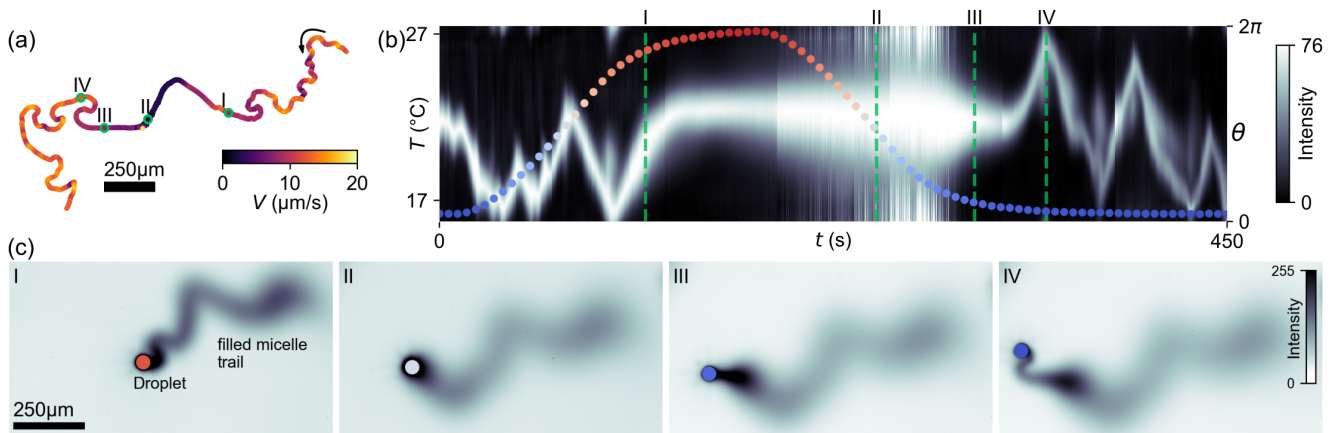 (a)
IV
III
II
I
250μm
0
10
20
V (μm/s)
(b)
I
II
III
IV
27
T (°C)
17
0
t (s)
450
2π
θ
0
76
Intensity
0
(c)
I
Droplet
filled micelle
trail
250μm
II
III
IV
255
Intensity
0